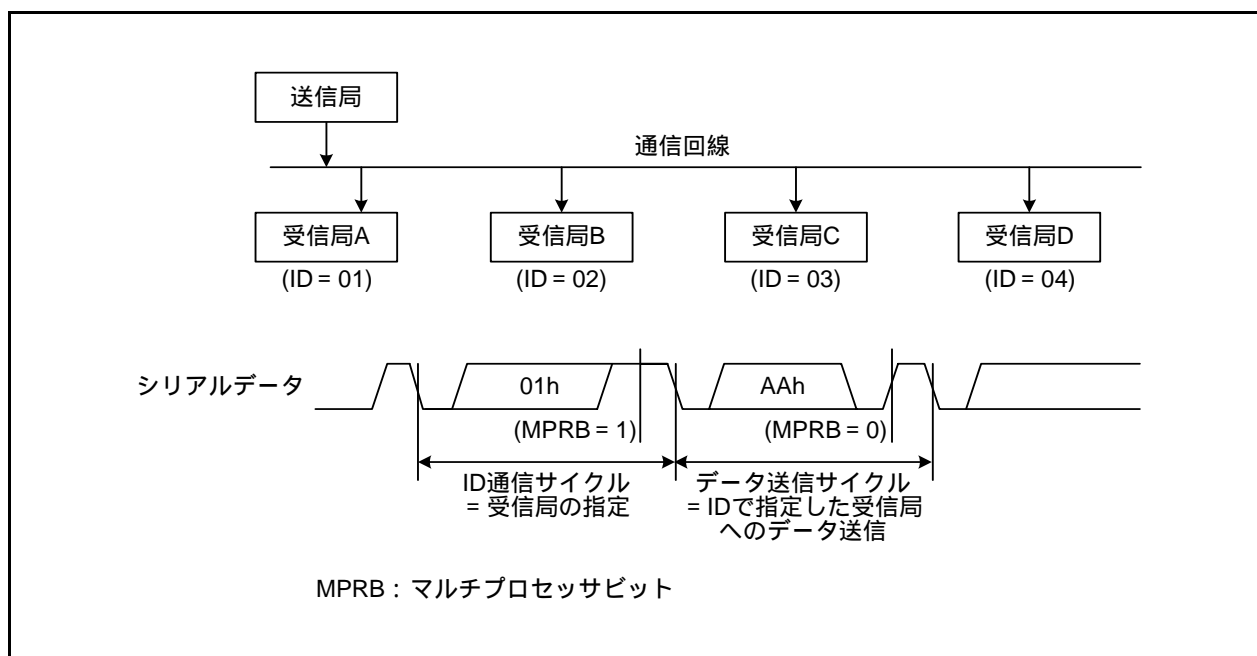 送信局
通信回線
受信局A 受信局B 受信局C 受信局D
(ID = 01) (ID = 02) (ID = 03) (ID = 04)
シリアルデータ 01h AAh
(MPRB = 1) (MPRB = 0)
ID通信サイクル
= 受信局の指定
データ送信サイクル
= IDで指定した受信局
へのデータ送信
MPRB : マルチプロセッサビット